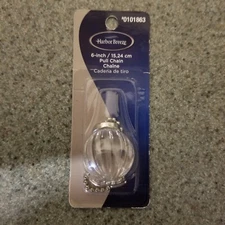 #0101863
Harbor Breeze
6-inch / 15.24 cm
Pull Chain
Chaîne
Cadena de tiro